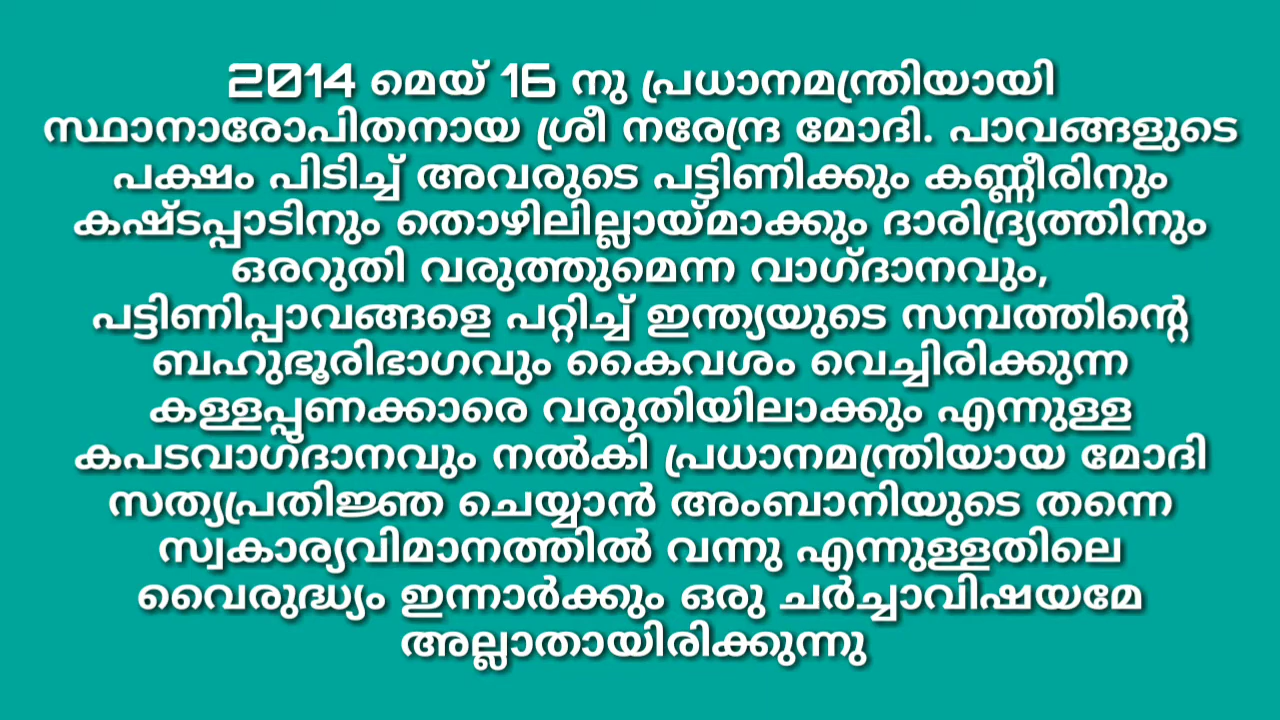 2014 മെയ് 16 നു പ്രധാനമന്ത്രിയായി
സ്ഥാനാരോപിതനായ ശ്രീ നരേന്ദ്ര മോദി. പാവങ്ങളുടെ
പക്ഷം പിടിച്ച് അവരുടെ പട്ടിണിക്കും കണ്ണീരിനും
കഷ്ടപ്പാടിനും തൊഴിലില്ലായ്മാക്കും ദാരിദ്ര്യത്തിനും
ഒരറുതി വരുത്തുമെന്ന വാഗ്ദാനവും,
പട്ടിണിപ്പാവങ്ങളെ പറ്റിച്ച് ഇന്ത്യയുടെ സമ്പത്തിന്റെ
ബഹുഭൂരിഭാഗവും കൈവശം വെച്ചിരിക്കുന്ന
കള്ളപ്പണക്കാരെ വരുതിയിലാക്കും എന്നുള്ള
കപടവാഗ്ദാനവും നൽകി പ്രധാനമന്ത്രിയായ മോദി
സത്യപ്രതിജ്ഞ ചെയ്യാൻ അംബാനിയുടെ തന്നെ
സ്വകാര്യവിമാനത്തിൽ വന്നു എന്നുള്ളതിലെ
വൈരുദ്ധ്യം ഇന്നാർക്കും ഒരു ചർച്ചാവിഷയമേ
അല്ലാതായിരിക്കുന്നു